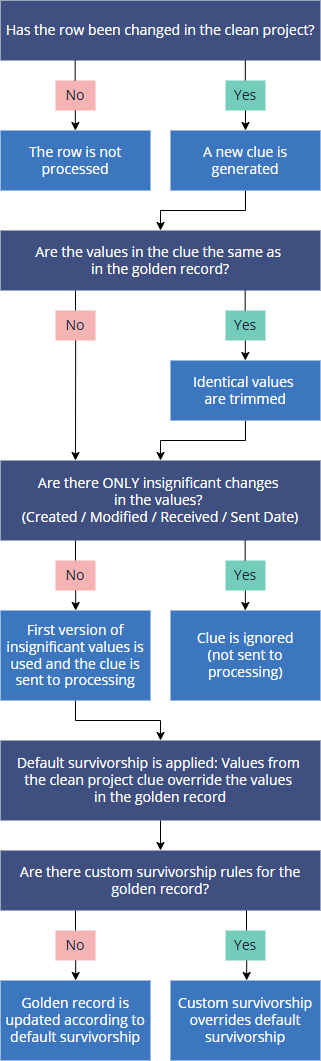 Has the row been changed in the clean project?
No
Yes
The row is not
processed
A new clue is
generated
Are the values in the clue the same as
in the golden record?
No
Yes
Identical values
are trimmed
Are there ONLY insignificant changes
in the values?
(Created / Modified / Received / Sent Date)
No
Yes
First version of
insignificant values is
used and the clue is
sent to processing
Clue is ignored
(not sent to
processing)
Default survivorship is applied: Values from
the clean project clue override the values
in the golden record
Are there custom survivorship rules for the
golden record?
No
Yes
Golden record is
updated according to
default survivorship
Custom survivorship
overrides default
survivorship